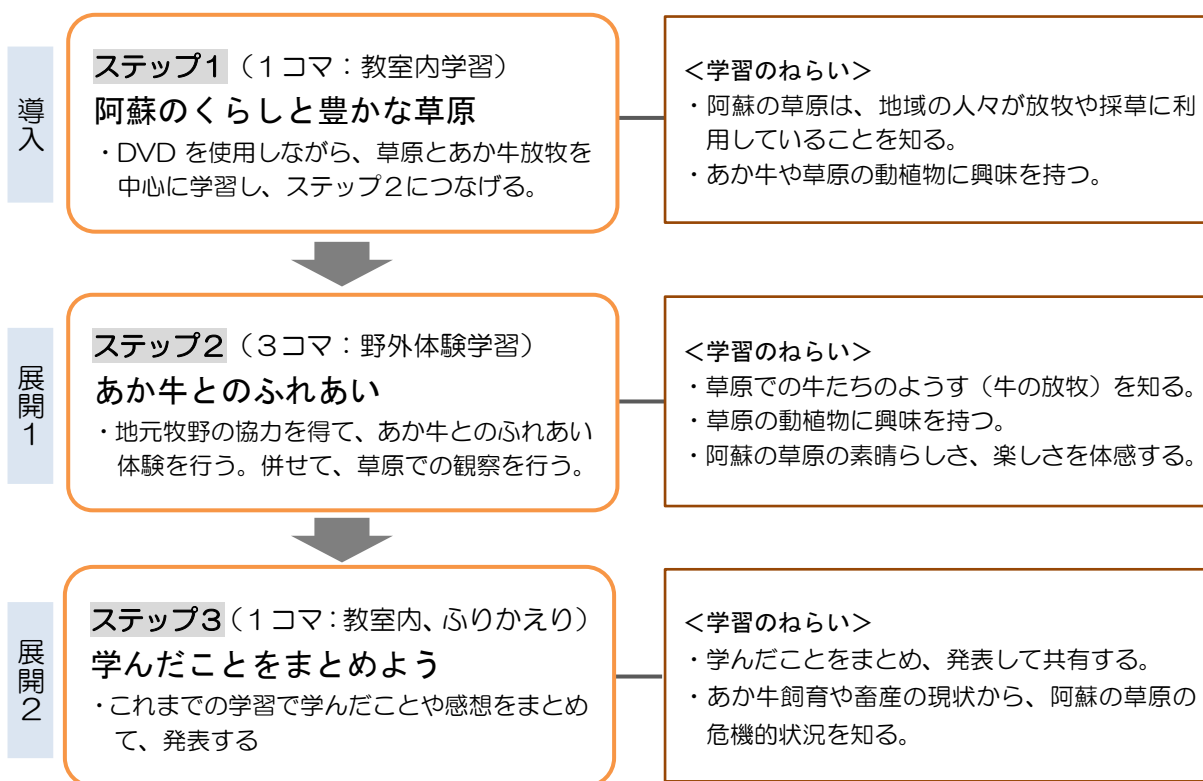 導入
ステップ１（１コマ：教室内学習）
阿蘇のくらしと豊かな草原
・DVD を使用しながら、草原とあか牛放牧を
中心に学習し、ステップ２につなげる。
＜学習のねらい＞
・阿蘇の草原は、地域の人々が放牧や採草に利
用していることを知る。
・あか牛や草原の動植物に興味を持つ。
展開１
ステップ２（３コマ：野外体験学習）
あか牛とのふれあい
・地元牧野の協力を得て、あか牛とのふれあい
体験を行う。併せて、草原での観察を行う。
＜学習のねらい＞
・草原での牛たちのようす（牛の放牧）を知る。
・草原の動植物に興味を持つ。
・阿蘇の草原の素晴らしさ、楽しさを体感する。
展開２
ステップ３（１コマ：教室内、ふりかえり）
学んだことをまとめよう
・これまでの学習で学んだことや感想をまとめ
て、発表する
＜学習のねらい＞
・学んだことをまとめ、発表して共有する。
・あか牛飼育や畜産の現状から、阿蘇の草原の
危機的状況を知る。